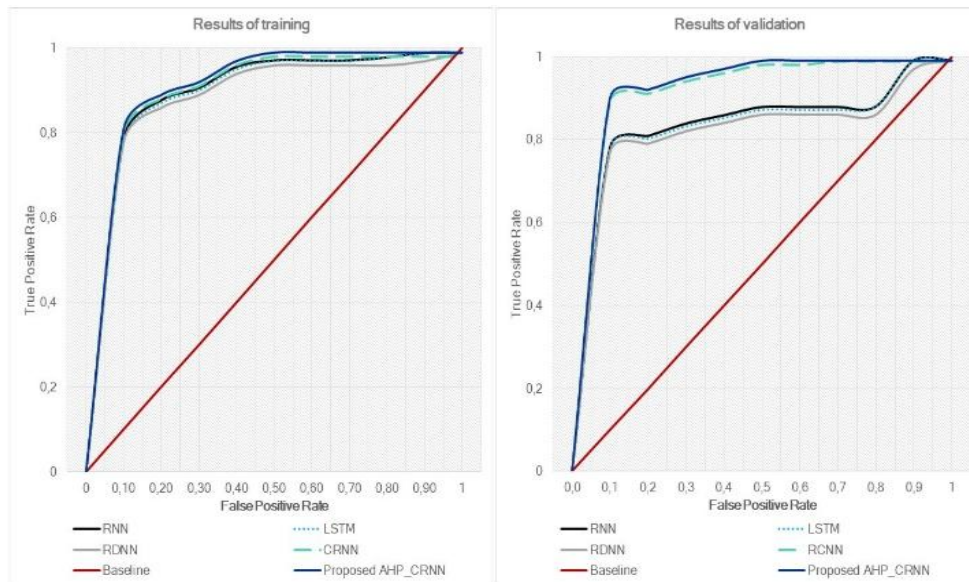 Results of training
True Positive Rate
1
0,8
0,6
0,4
0,2
0
0 0,10 0,20 0,30 0,40 0,50 0,60 0,70 0,80 0,90 1
False Positive Rate
RNN LSTM
RDNN CRNN
Baseline Proposed AHP_CRNN
Results of validation
True Positive Rate
1
0,8
0,6
0,4
0,2
0
0,0 0,1 0,2 0,3 0,4 0,5 0,6 0,7 0,8 0,9 1
False Positive Rate
RNN LSTM
RDNN RCNN
Baseline Proposed AHP_CRNN